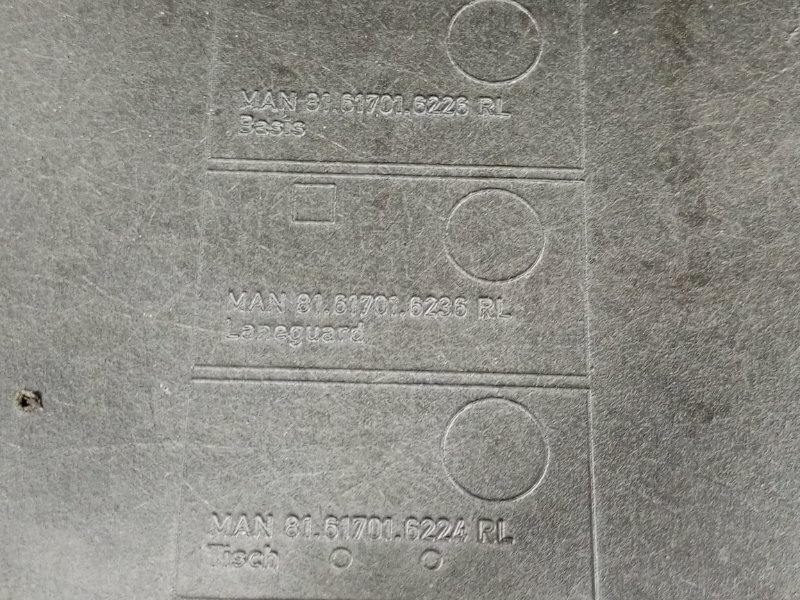 MAN 81.61701.6226 RL
Basis
MAN 81.61701.6236 RL
Laneguard
MAN 81.61701.6224 RL
Tisch